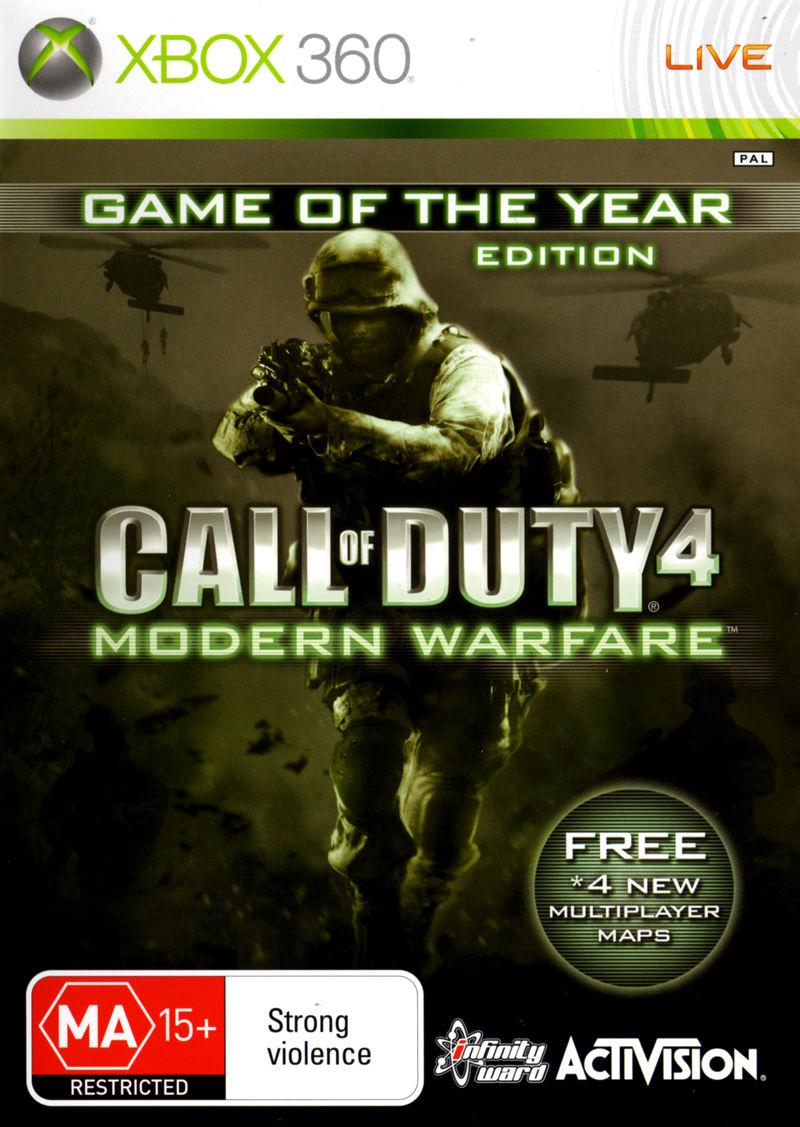 XBOX 360®
LIVE
PAL
GAME OF THE YEAR
EDITION
CALL OF DUTY 4®
MODERN WARFARE™
FREE
*4 NEW
MULTIPLAYER
MAPS
MA 15+
RESTRICTED
Strong
violence
infinity
ward
ACTIVISION®